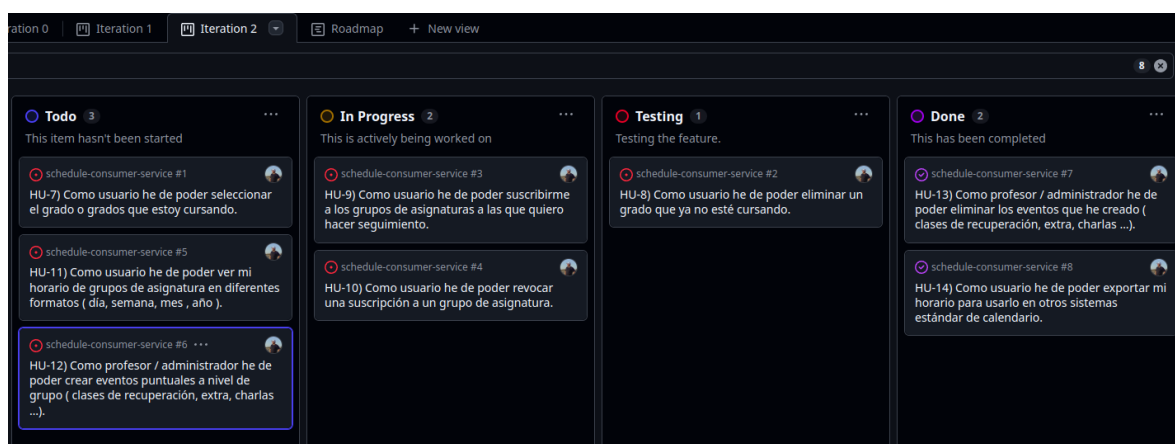 ration 0
Iteration 1
Iteration 2
Roadmap
+ New view
8
Todo 3
This item hasn't been started
schedule-consumer-service #1
HU-7) Como usuario he de poder seleccionar
el grado o grados que estoy cursando.
schedule-consumer-service #5
HU-11) Como usuario he de poder ver mi
horario de grupos de asignatura en diferentes
formatos ( día, semana, mes , año ).
schedule-consumer-service #6 ...
HU-12) Como profesor / administrador he de
poder crear eventos puntuales a nivel de
grupo ( clases de recuperación, extra, charlas
...).
In Progress 2
This is actively being worked on
schedule-consumer-service #3
HU-9) Como usuario he de poder suscribirme
a los grupos de asignaturas a las que quiero
hacer seguimiento.
schedule-consumer-service #4
HU-10) Como usuario he de poder revocar
una suscripción a un grupo de asignatura.
Testing 1
Testing the feature.
schedule-consumer-service #2
HU-8) Como usuario he de poder eliminar un
grado que ya no esté cursando.
Done 2
This has been completed
schedule-consumer-service #7
HU-13) Como profesor / administrador he de
poder eliminar los eventos que he creado (
clases de recuperación, extra, charlas ...).
schedule-consumer-service #8
HU-14) Como usuario he de poder exportar mi
horario para usarlo en otros sistemas
estándar de calendario.